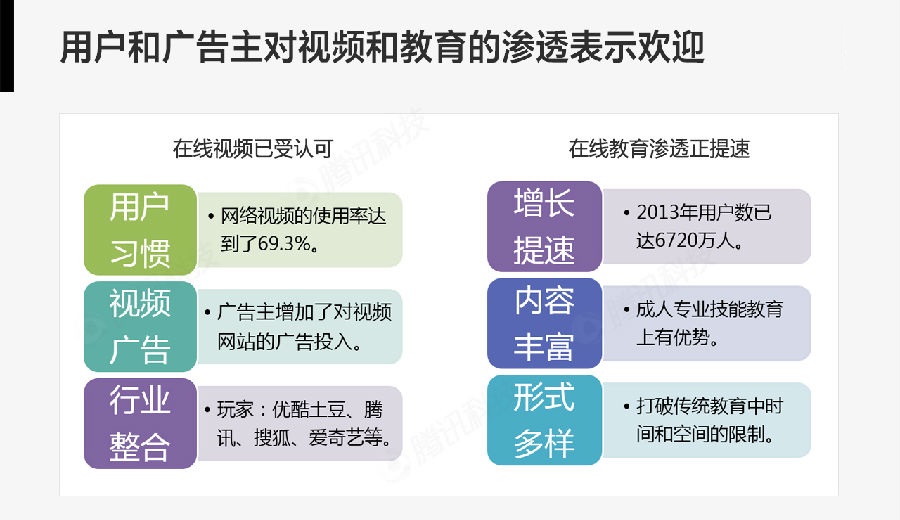 用户和广告主对视频和教育的渗透表示欢迎
在线视频已受认可
用户
习惯
• 网络视频的使用率达
到了69.3%。
视频
广告
• 广告主增加了对视频
网站的广告投入。
行业
整合
• 玩家：优酷土豆、腾
讯、搜狐、爱奇艺等。
在线教育渗透正提速
增长
提速
• 2013年用户数已
达6720万人。
内容
丰富
• 成人专业技能教育
上有优势。
形式
多样
• 打破传统教育中时
间和空间的限制。
腾讯科技
腾讯科技
腾讯科技